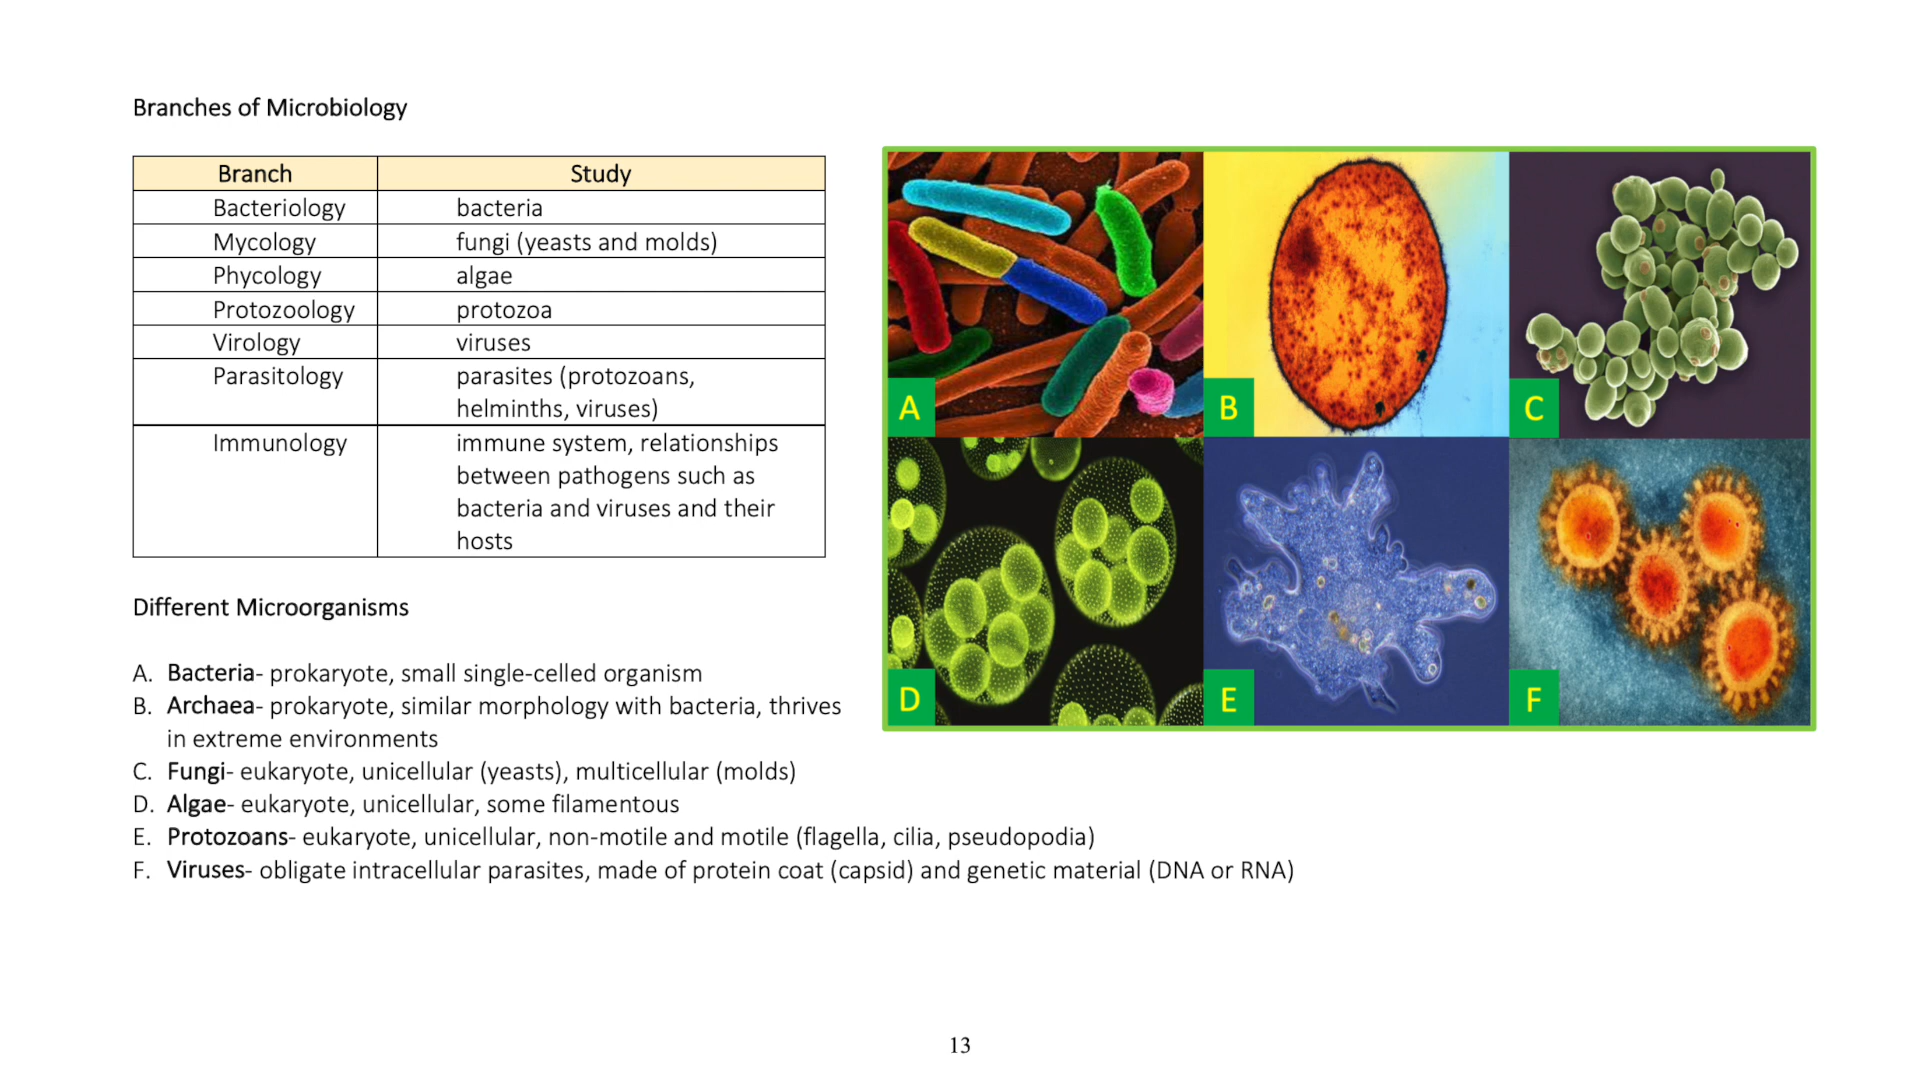 Branches of Microbiology
Branch Study
Bacteriology bacteria
Mycology fungi (yeasts and molds)
Phycology algae
Protozoology protozoa
Virology viruses
Parasitology parasites (protozoans,
helminths, viruses)
Immunology immune system, relationships
between pathogens such as
bacteria and viruses and their
hosts
A
B
C
D
E
F
Different Microorganisms
A. Bacteria- prokaryote, small single-celled organism
B. Archaea- prokaryote, similar morphology with bacteria, thrives
in extreme environments
C. Fungi- eukaryote, unicellular (yeasts), multicellular (molds)
D. Algae- eukaryote, unicellular, some filamentous
E. Protozoans- eukaryote, unicellular, non-motile and motile (flagella, cilia, pseudopodia)
F. Viruses- obligate intracellular parasites, made of protein coat (capsid) and genetic material (DNA or RNA)
13